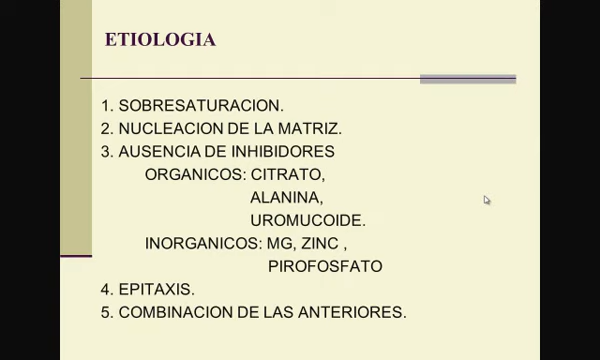 ETIOLOGIA
1. SOBRESATURACION.
2. NUCLEACION DE LA MATRIZ.
3. AUSENCIA DE INHIBIDORES
ORGANICOS: CITRATO,
ALANINA,
UROMUCOIDE.
INORGANICOS: MG, ZINC ,
PIROFOSFATO
4. EPITAXIS.
5. COMBINACION DE LAS ANTERIORES.